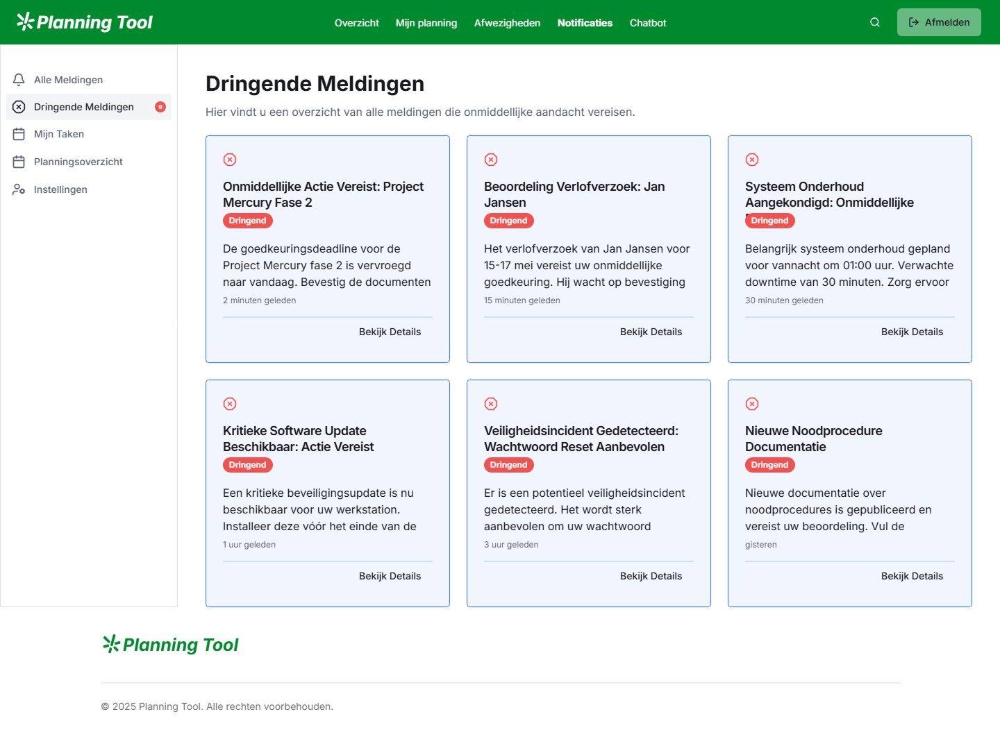 Planning Tool
Overzicht
Mijn planning
Afwezigheden
Notificaties
Chatbot
Afmelden
Alle Meldingen
Dringende Meldingen
9
Mijn Taken
Planningsoverzicht
Instellingen
Dringende Meldingen
Hier vindt u een overzicht van alle meldingen die onmiddellijke aandacht vereisen.
Onmiddellijke Actie Vereist: Project
Mercury Fase 2
Dringend
De goedkeuringsdeadline voor de
Project Mercury fase 2 is vervroegd
naar vandaag. Bevestig de documenten
2 minuten geleden
Bekijk Details
Beoordeling Verlofverzoek: Jan
Jansen
Dringend
Het verlofverzoek van Jan Jansen voor
15-17 mei vereist uw onmiddellijke
goedkeuring. Hij wacht op bevestiging
15 minuten geleden
Bekijk Details
Systeem Onderhoud
Aangekondigd: Onmiddellijke
Dringend
Belangrijk systeem onderhoud gepland
voor vannacht om 01:00 uur. Verwachte
downtime van 30 minuten. Zorg ervoor
30 minuten geleden
Bekijk Details
Kritieke Software Update
Beschikbaar: Actie Vereist
Dringend
Een kritieke beveiligingsupdate is nu
beschikbaar voor uw werkstation.
Installeer deze vóór het einde van de
1 uur geleden
Bekijk Details
Veiligheidsincident Gedetecteerd:
Wachtwoord Reset Aanbevolen
Dringend
Er is een potentieel veiligheidsincident
gedetecteerd. Het wordt sterk
aanbevolen om uw wachtwoord
3 uur geleden
Bekijk Details
Nieuwe Noodprocedure
Documentatie
Dringend
Nieuwe documentatie over
noodprocedures is gepubliceerd en
vereist uw beoordeling. Vul de
gisteren
Bekijk Details
Planning Tool
© 2025 Planning Tool. Alle rechten voorbehouden.